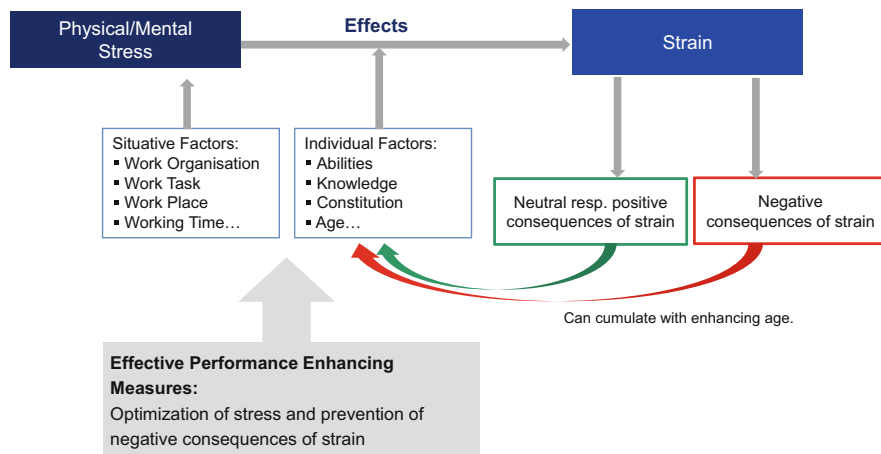 Physical/Mental
Stress
Effects
Strain
Situative Factors:
▪ Work Organisation
▪ Work Task
▪ Work Place
▪ Working Time…
Individual Factors:
▪ Abilities
▪ Knowledge
▪ Constitution
▪ Age…
Neutral resp. positive
consequences of strain
Negative
consequences of strain
Can cumulate with enhancing age.
Effective Performance Enhancing
Measures:
Optimization of stress and prevention of
negative consequences of strain